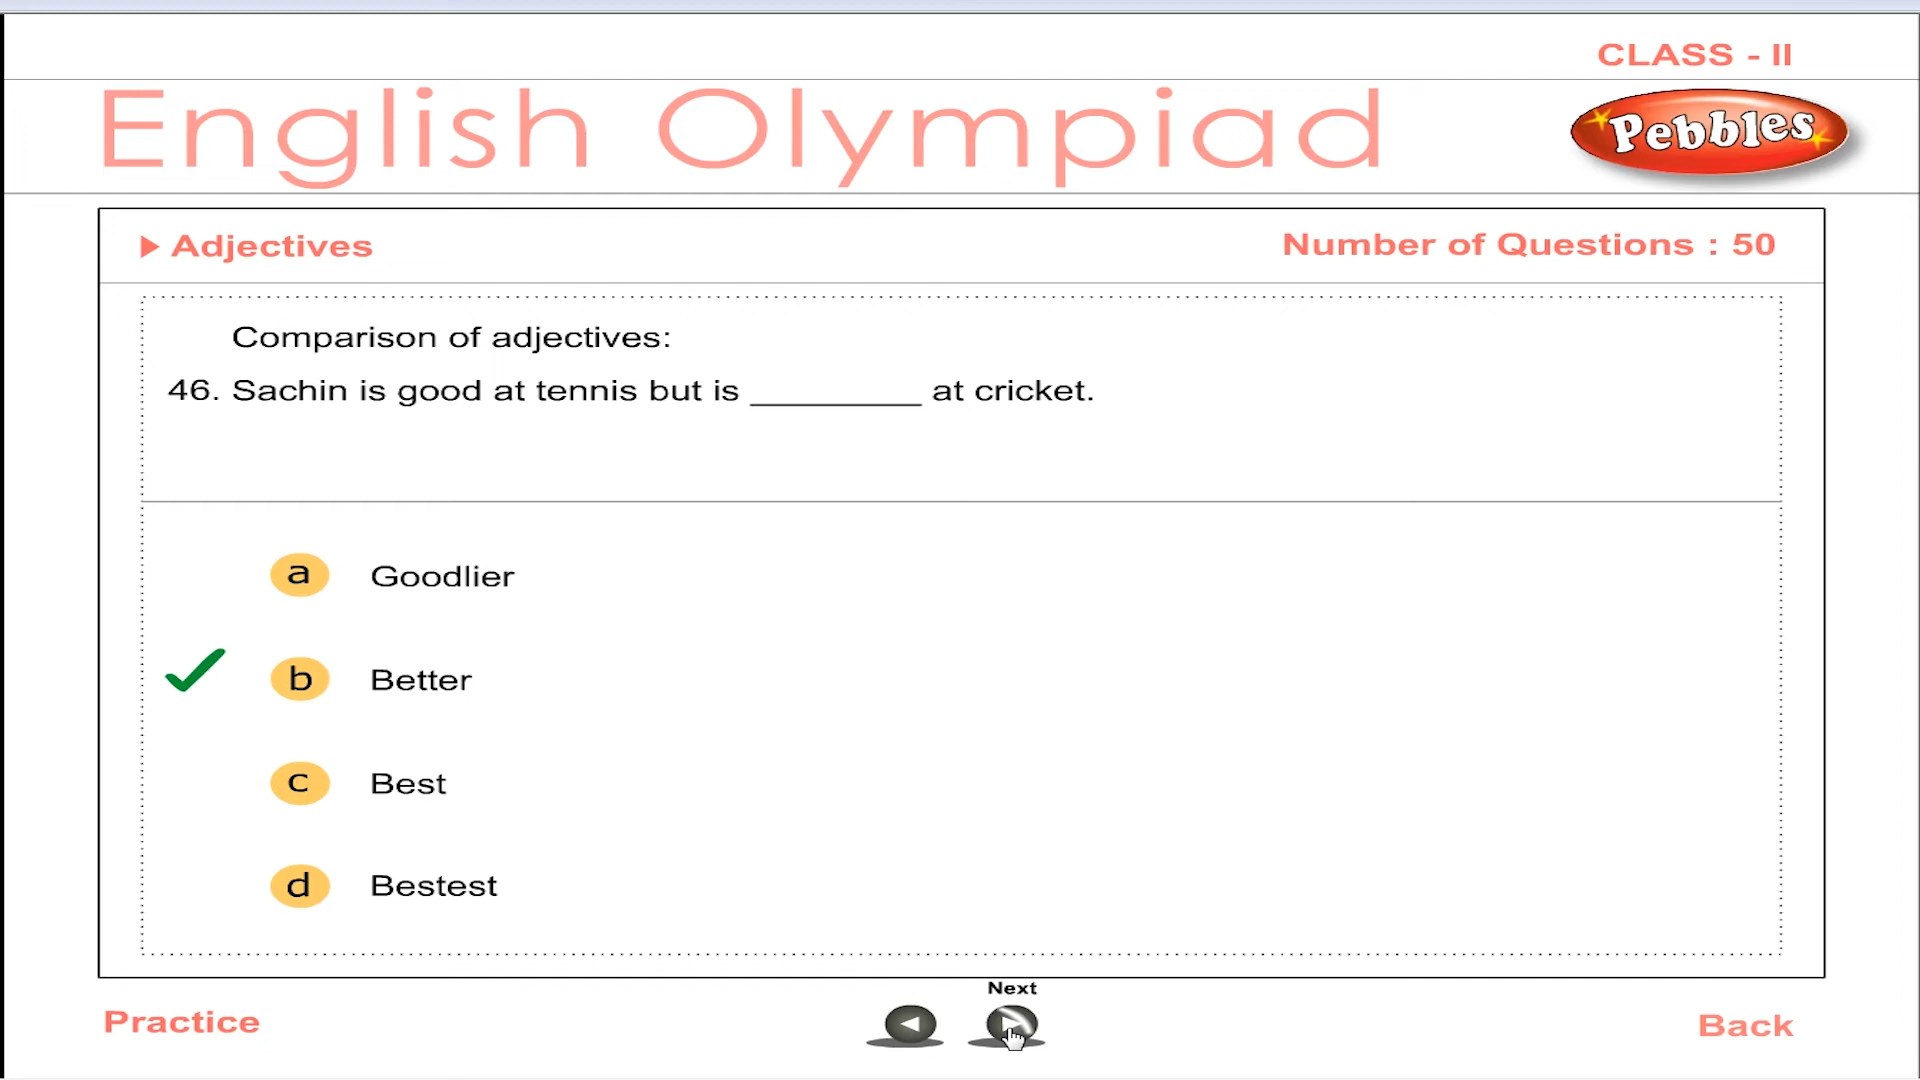 CLASS - II
English Olympiad
Pebbles
Adjectives
Number of Questions : 50
Comparison of adjectives:
46. Sachin is good at tennis but is __________ at cricket.
a Goodlier
b Better
c Best
d Bestest
Next
Practice
Back